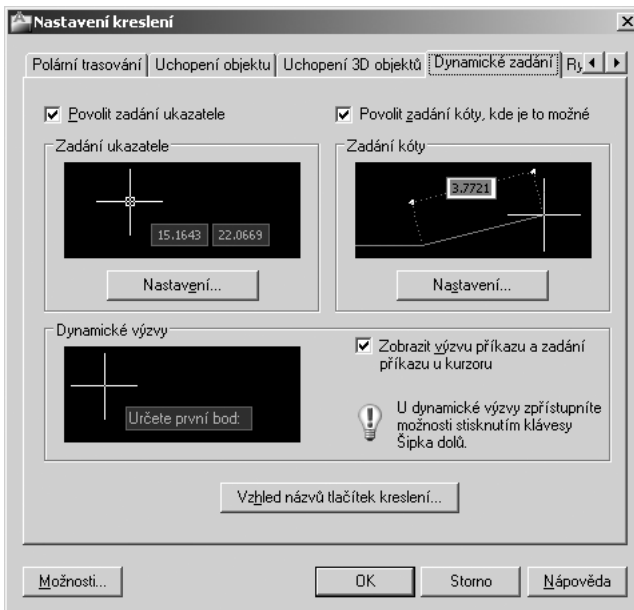 Nastavení kreslení
Polární trasování Uchopení objektu Uchopení 3D objektů Dynamické zadání Ry
Povolit zadání ukazatele
Povolit zadání kóty, kde je to možné
Zadání ukazatele
Zadání kóty
15.1643 22.0669
3.7721
Nastavení...
Nastavení...
Dynamické výzvy
Určete první bod:
Zobrazit výzvu příkazu a zadání
příkazu u kurzoru
U dynamické výzvy zpřístupníte
možnosti stisknutím klávesy
Šipka dolů.
Vzhled názvů tlačítek kreslení...
Možnosti...
OK
Storno
Nápověda